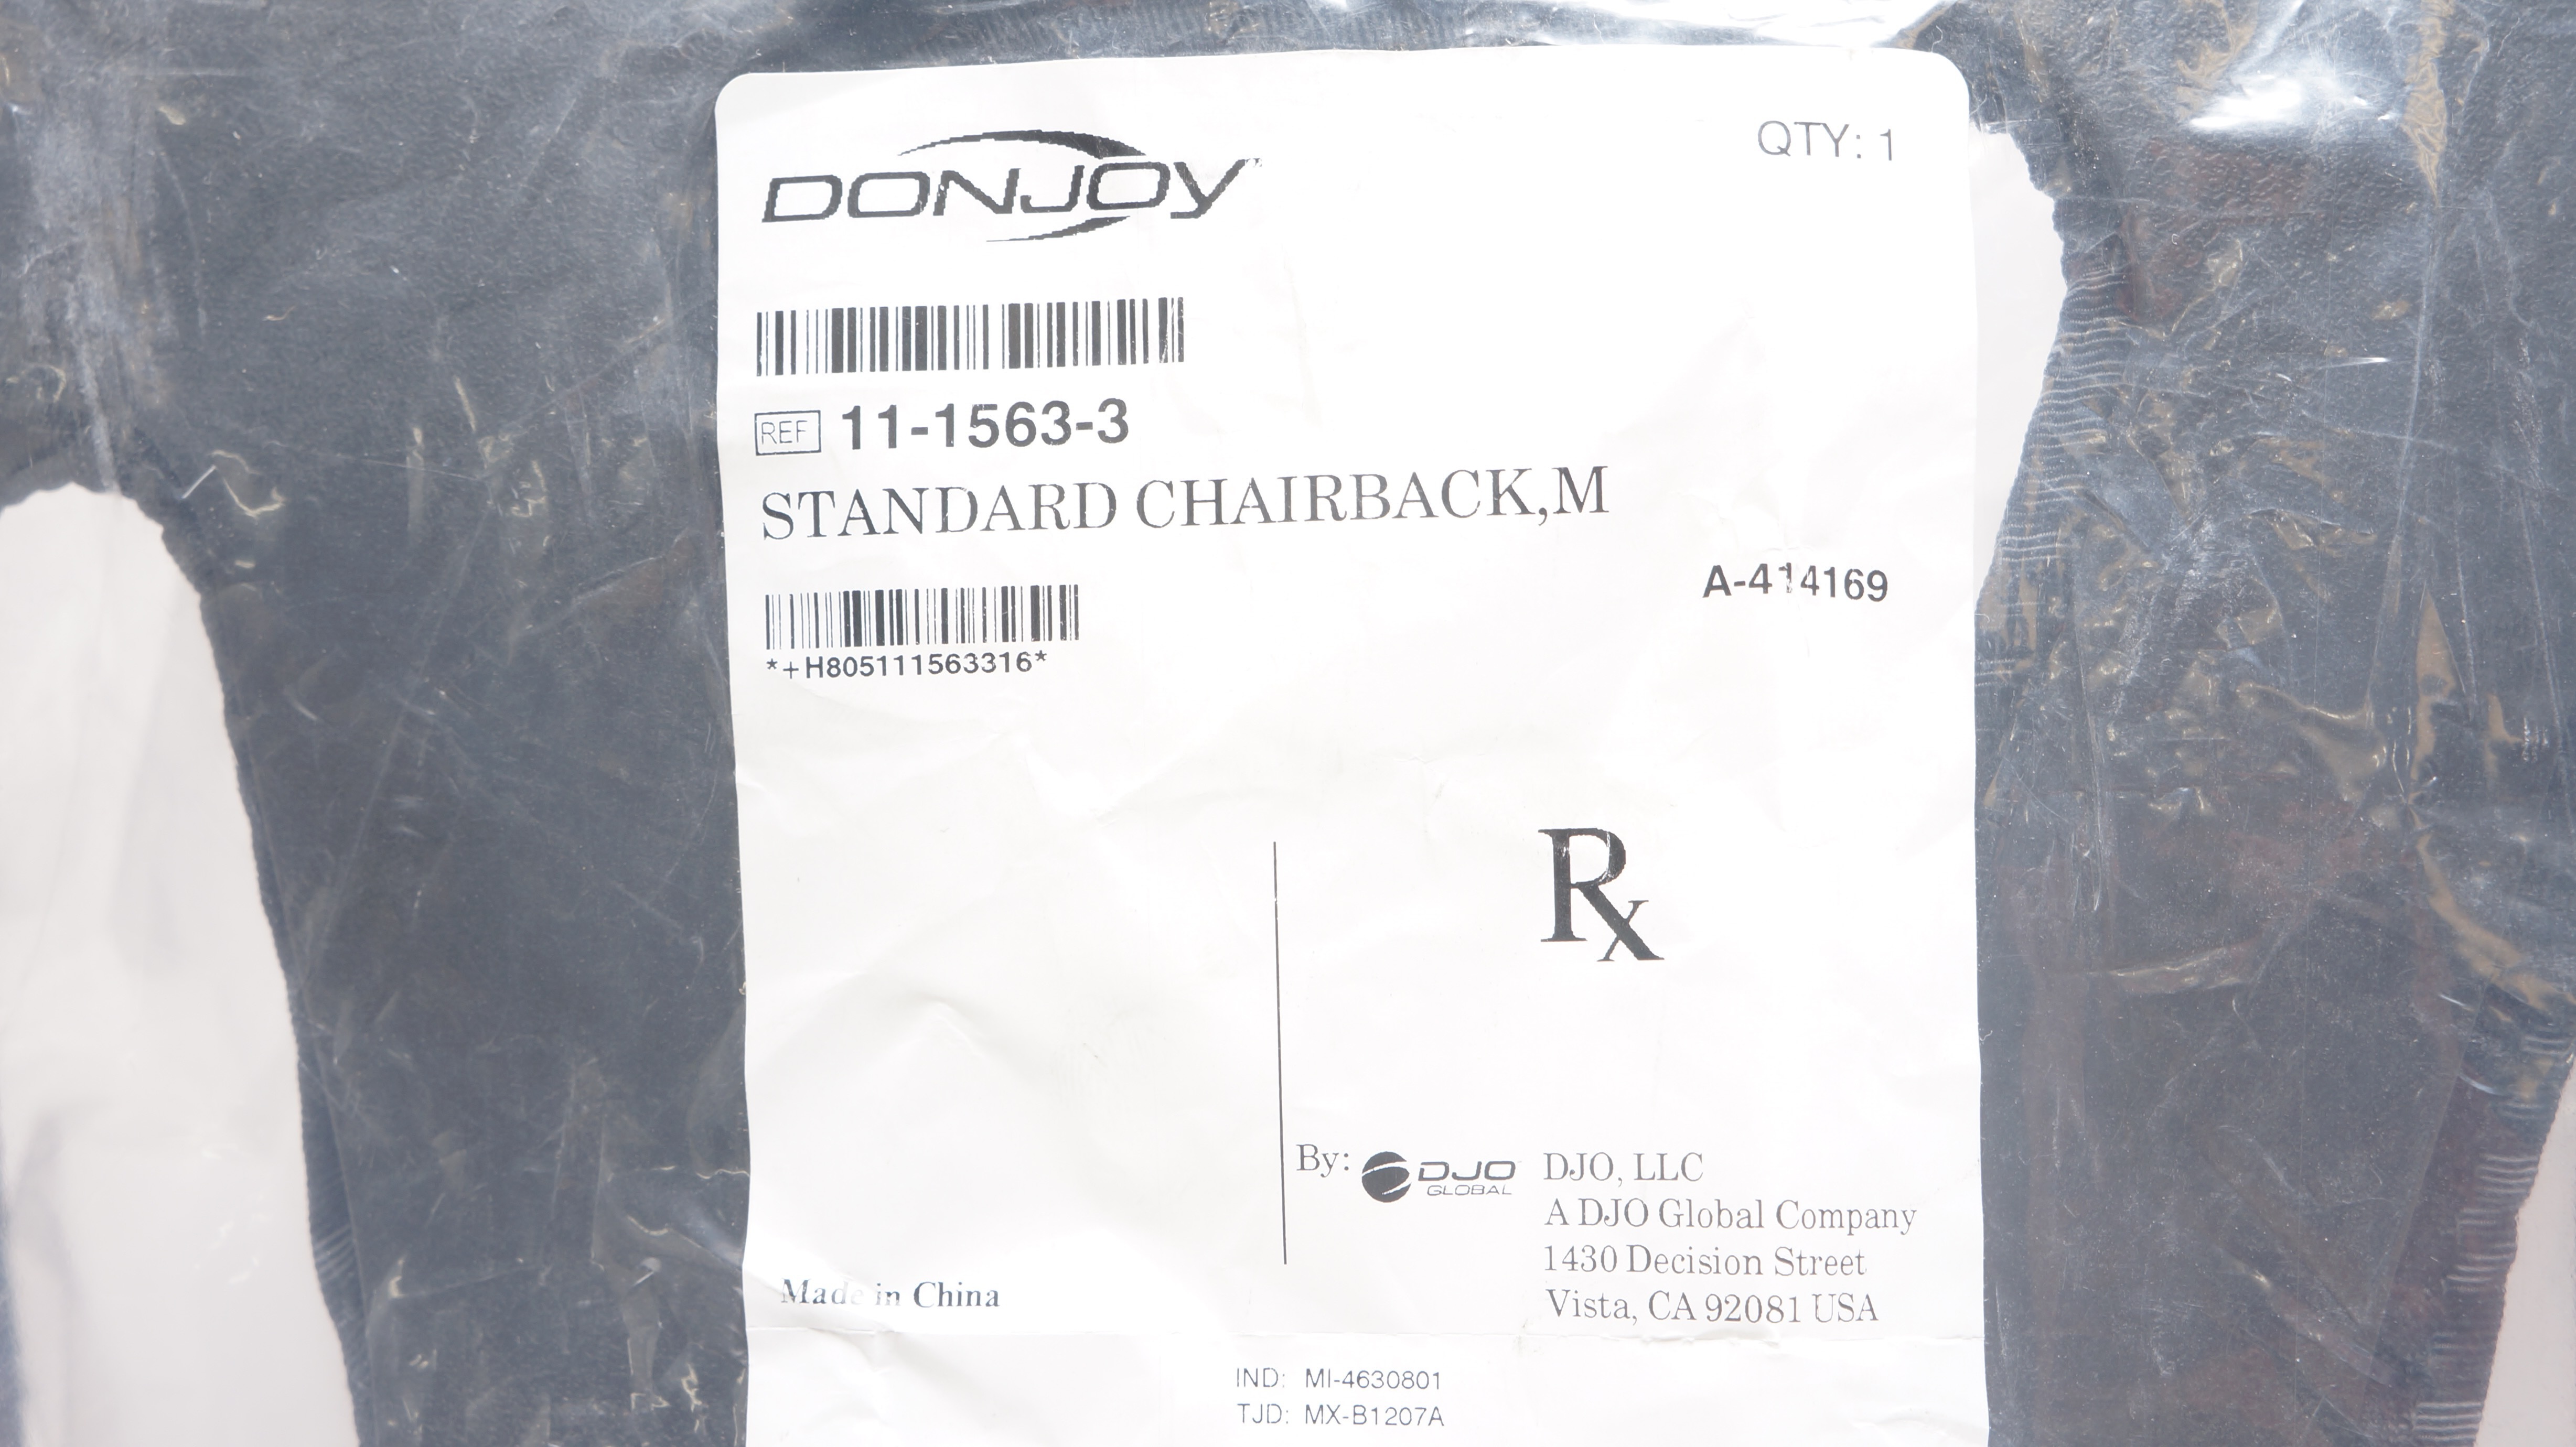 DONJOY™
QTY: 1
REF 11-1563-3
STANDARD CHAIRBACK,M
A-414169
*+H805111563316*
Rx
By: DJO GLOBAL
DJO, LLC
A DJO Global Company
1430 Decision Street
Vista, CA 92081 USA
Made in China
IND: MI-4630801
TJD: MX-B1207A